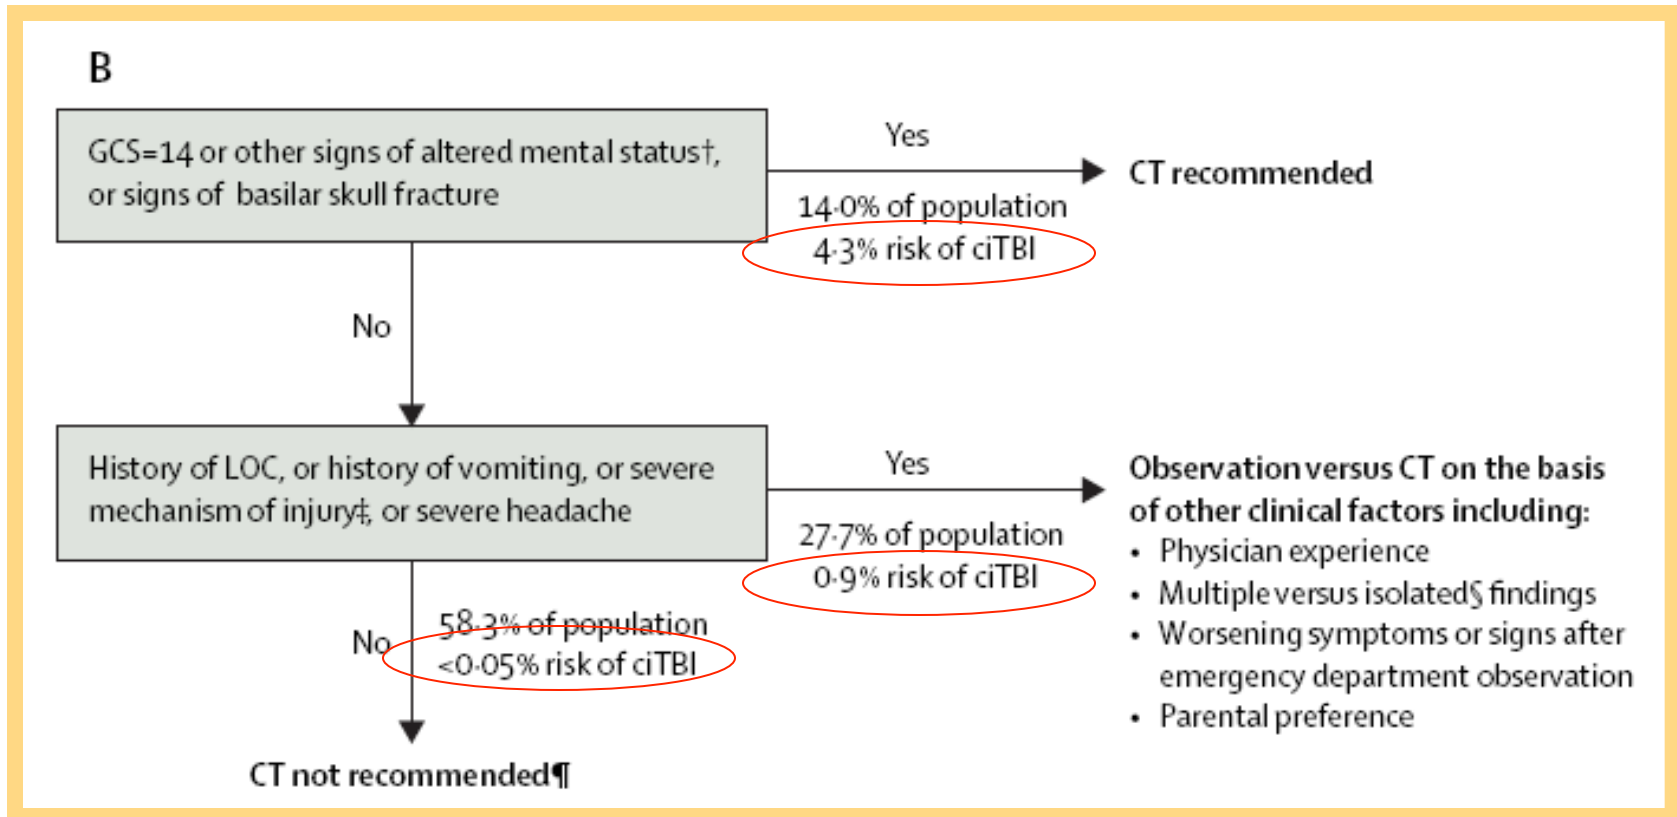 B
GCS=14 or other signs of altered mental status†,
or signs of basilar skull fracture
Yes
14·0% of population
4·3% risk of ciTBI
CT recommended
No
History of LOC, or history of vomiting, or severe
mechanism of injury‡, or severe headache
Yes
27·7% of population
0·9% risk of ciTBI
Observation versus CT on the basis
of other clinical factors including:
• Physician experience
• Multiple versus isolated§ findings
• Worsening symptoms or signs after
emergency department observation
• Parental preference
No
58·3% of population
<0·05% risk of ciTBI
CT not recommended¶